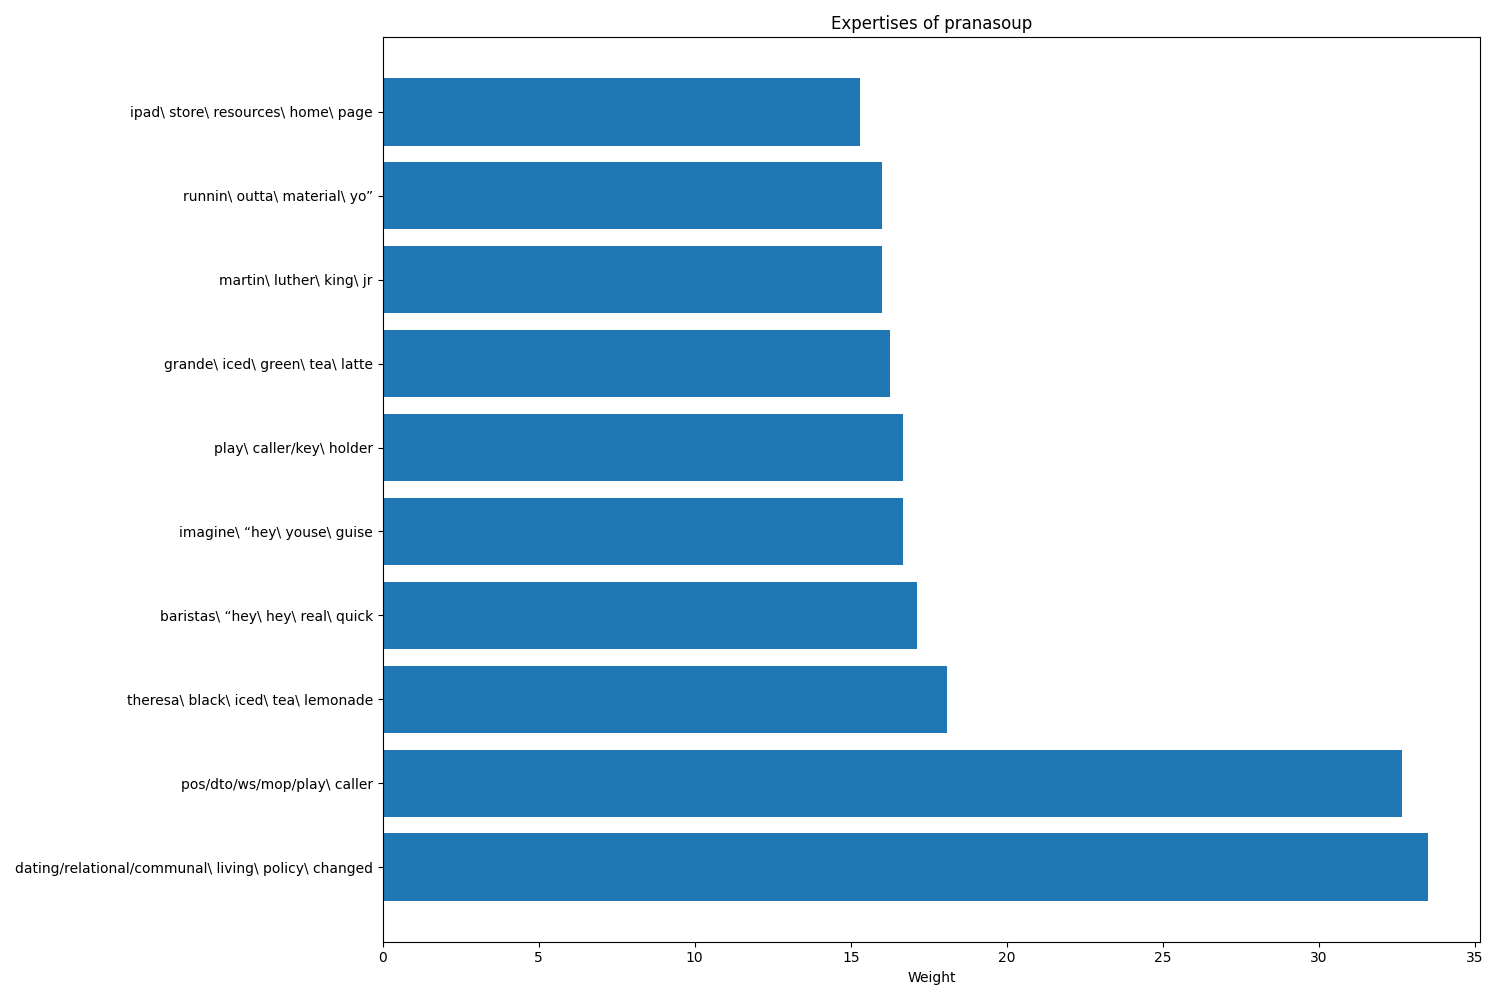 Expertises of pranasoup
ipad\ store\ resources\ home\ page
runnin\ outta\ material\ yo”
martin\ luther\ king\ jr
grande\ iced\ green\ tea\ latte
play\ caller/key\ holder
imagine\ “hey\ youse\ guise
baristas\ “hey\ hey\ real\ quick
theresa\ black\ iced\ tea\ lemonade
pos/dto/ws/mop/play\ caller
dating/relational/communal\ living\ policy\ changed
0 5 10 15 20 25 30 35
Weight